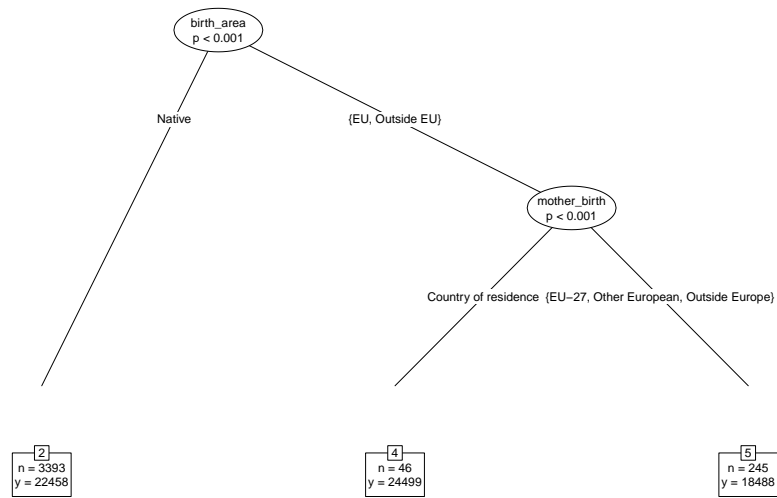 birth_area
p < 0.001
Native
{EU, Outside EU}
mother_birth
p < 0.001
Country of residence
{EU−27, Other European, Outside Europe}
2
n = 3393
y = 22458
4
n = 46
y = 24499
5
n = 245
y = 18488